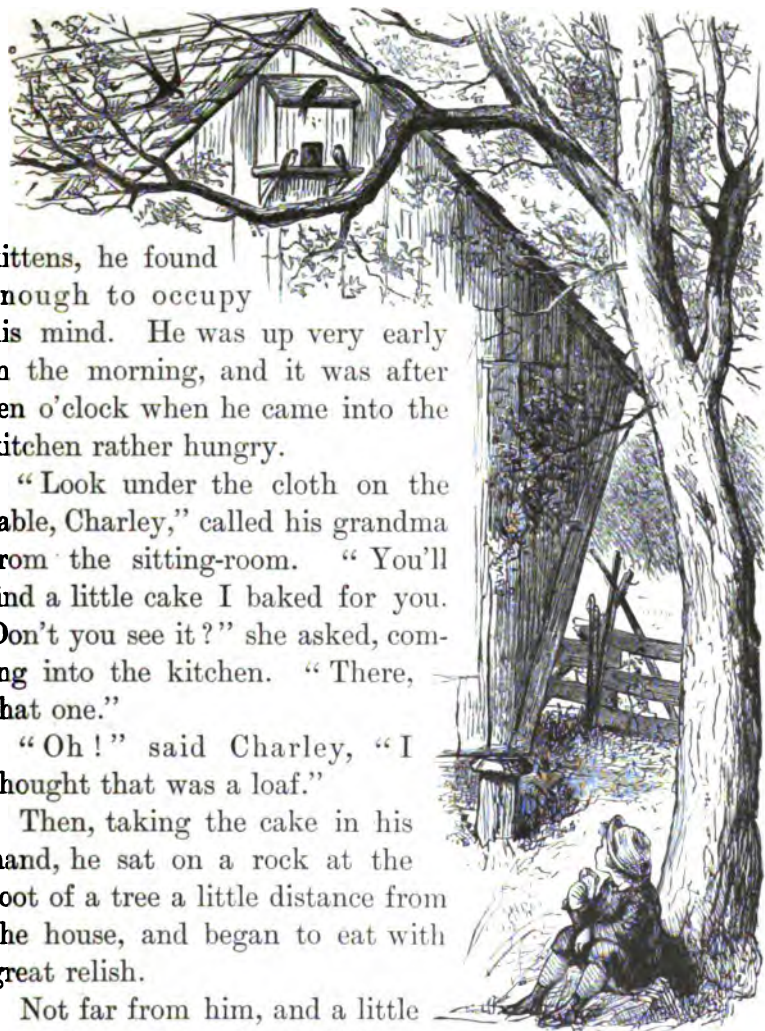 ittens, he found
nough to occupy
is mind. He was up very early
n the morning, and it was after
en o'clock when he came into the
itchen rather hungry.
"Look under the cloth on the
able, Charley," called his grandma
rom the sitting-room. "You'll
ind a little cake I baked for you.
Don't you see it?" she asked, com-
ng into the kitchen. "There,
hat one."
"Oh!" said Charley, "I
hought that was a loaf."
Then, taking the cake in his
hand, he sat on a rock at the
oot of a tree a little distance from
he house, and began to eat with
great relish.
Not far from him, and a little